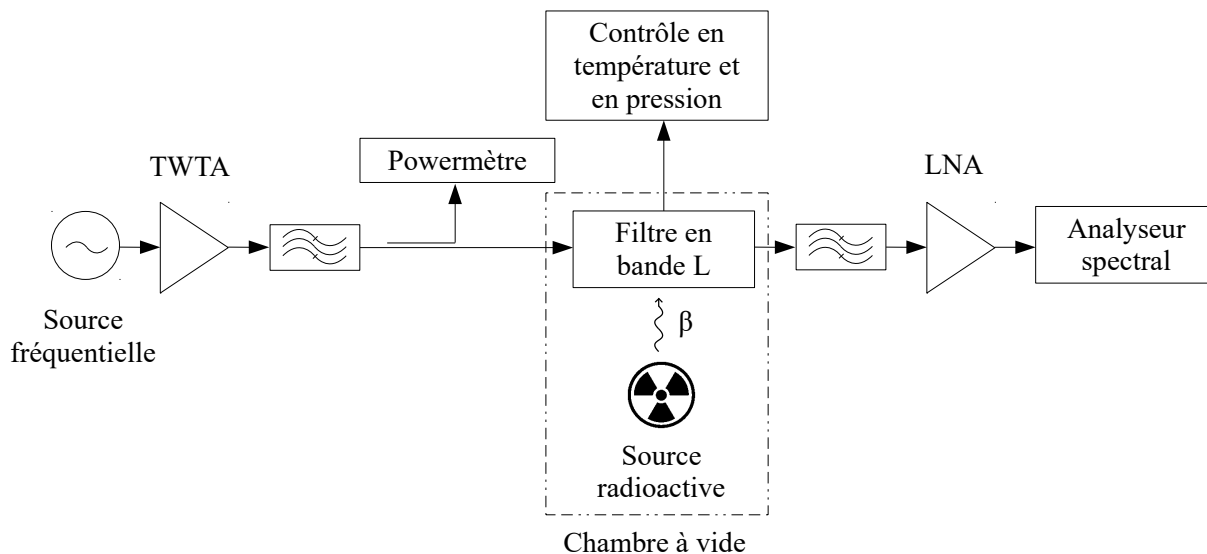 Contrôle en
température et
en pression
Powermètre
TWTA
LNA
Filtre en
bande L
Analyseur
spectral
Source
fréquentielle
β
Source
radioactive
Chambre à vide